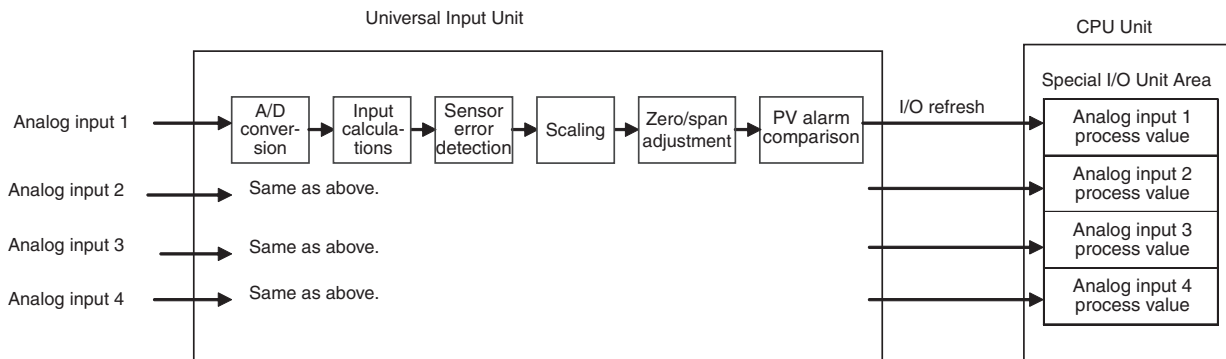 Universal Input Unit
CPU Unit
Special I/O Unit Area
Analog input 1
A/D
conver-
sion
Input
calcula-
tions
Sensor
error
detection
Scaling
Zero/span
adjustment
PV alarm
comparison
I/O refresh
Analog input 1
process value
Analog input 2
Same as above.
Analog input 2
process value
Analog input 3
Same as above.
Analog input 3
process value
Analog input 4
Same as above.
Analog input 4
process value